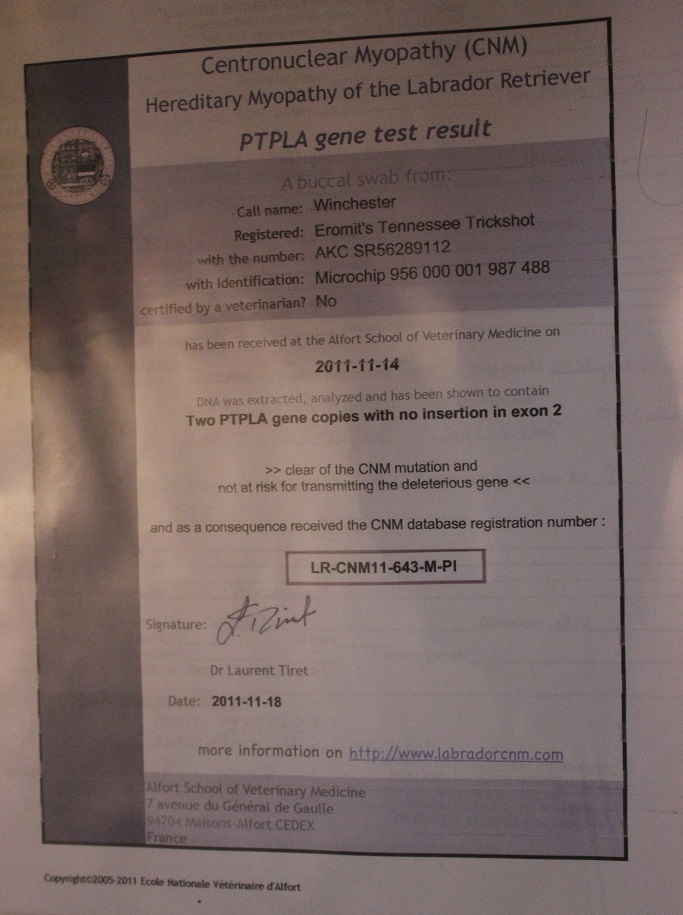 Centronuclear Myopathy (CNM)
Hereditary Myopathy of the Labrador Retriever
PTPLA gene test result
A buccal swab from:
Call name: Winchester
Registered: Eromit's Tennessee Trickshot
with the number: AKC SR56289112
with Identification: Microchip 956 000 001 987 488
certified by a veterinarian? No
has been received at the Alfort School of Veterinary Medicine on
2011-11-14
DNA was extracted, analyzed and has been shown to contain
Two PTPLA gene copies with no insertion in exon 2
>> clear of the CNM mutation and
not at risk for transmitting the deleterious gene <<
and as a consequence received the CNM database registration number :
LR-CNM11-643-M-PI
Signature: L. Tiret
Dr Laurent Tiret
Date: 2011-11-18
more information on http://www.labradorcnm.com
Alfort School of Veterinary Medicine
7 avenue du Général de Gaulle
94704 Maisons-Alfort CEDEX
France
Copyright©2005-2011 Ecole Nationale Vétérinaire d'Alfort